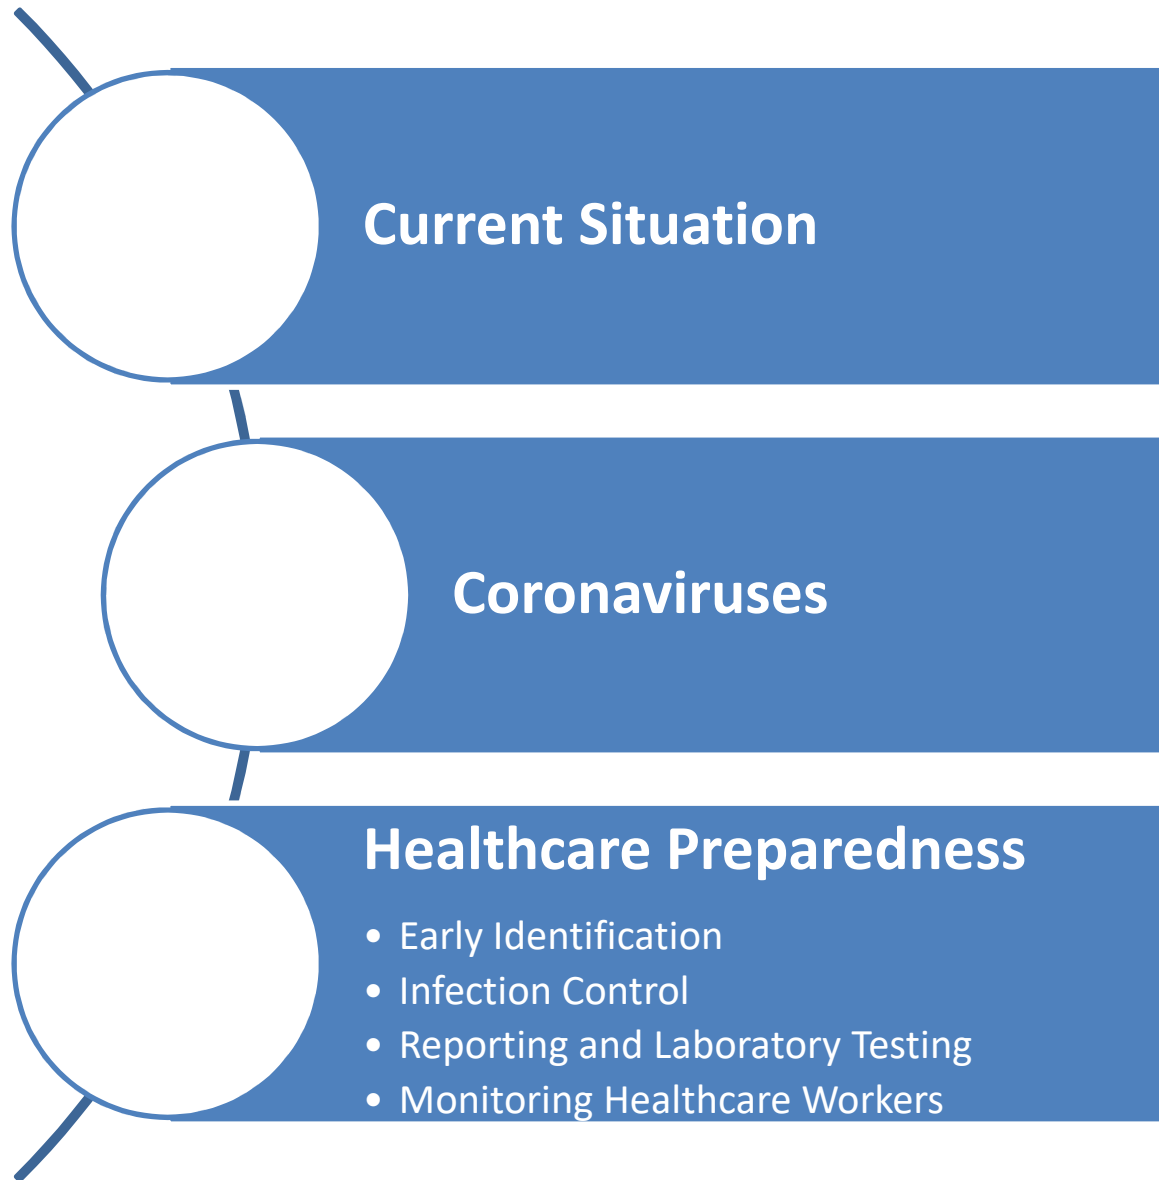 Current Situation
Coronaviruses
Healthcare Preparedness
• Early Identification
• Infection Control
• Reporting and Laboratory Testing
• Monitoring Healthcare Workers